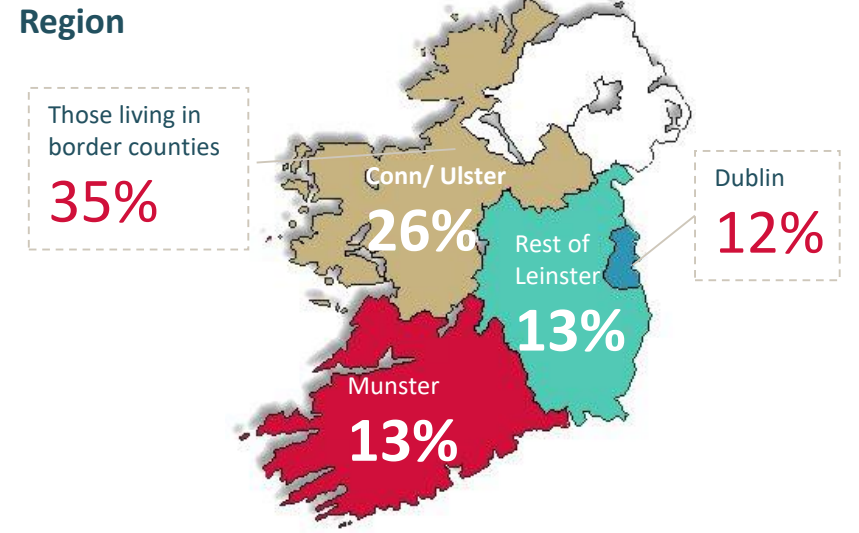 Region
Those living in
border counties
35%
Conn/ Ulster
26%
Dublin
12%
Rest of
Leinster
13%
Munster
13%